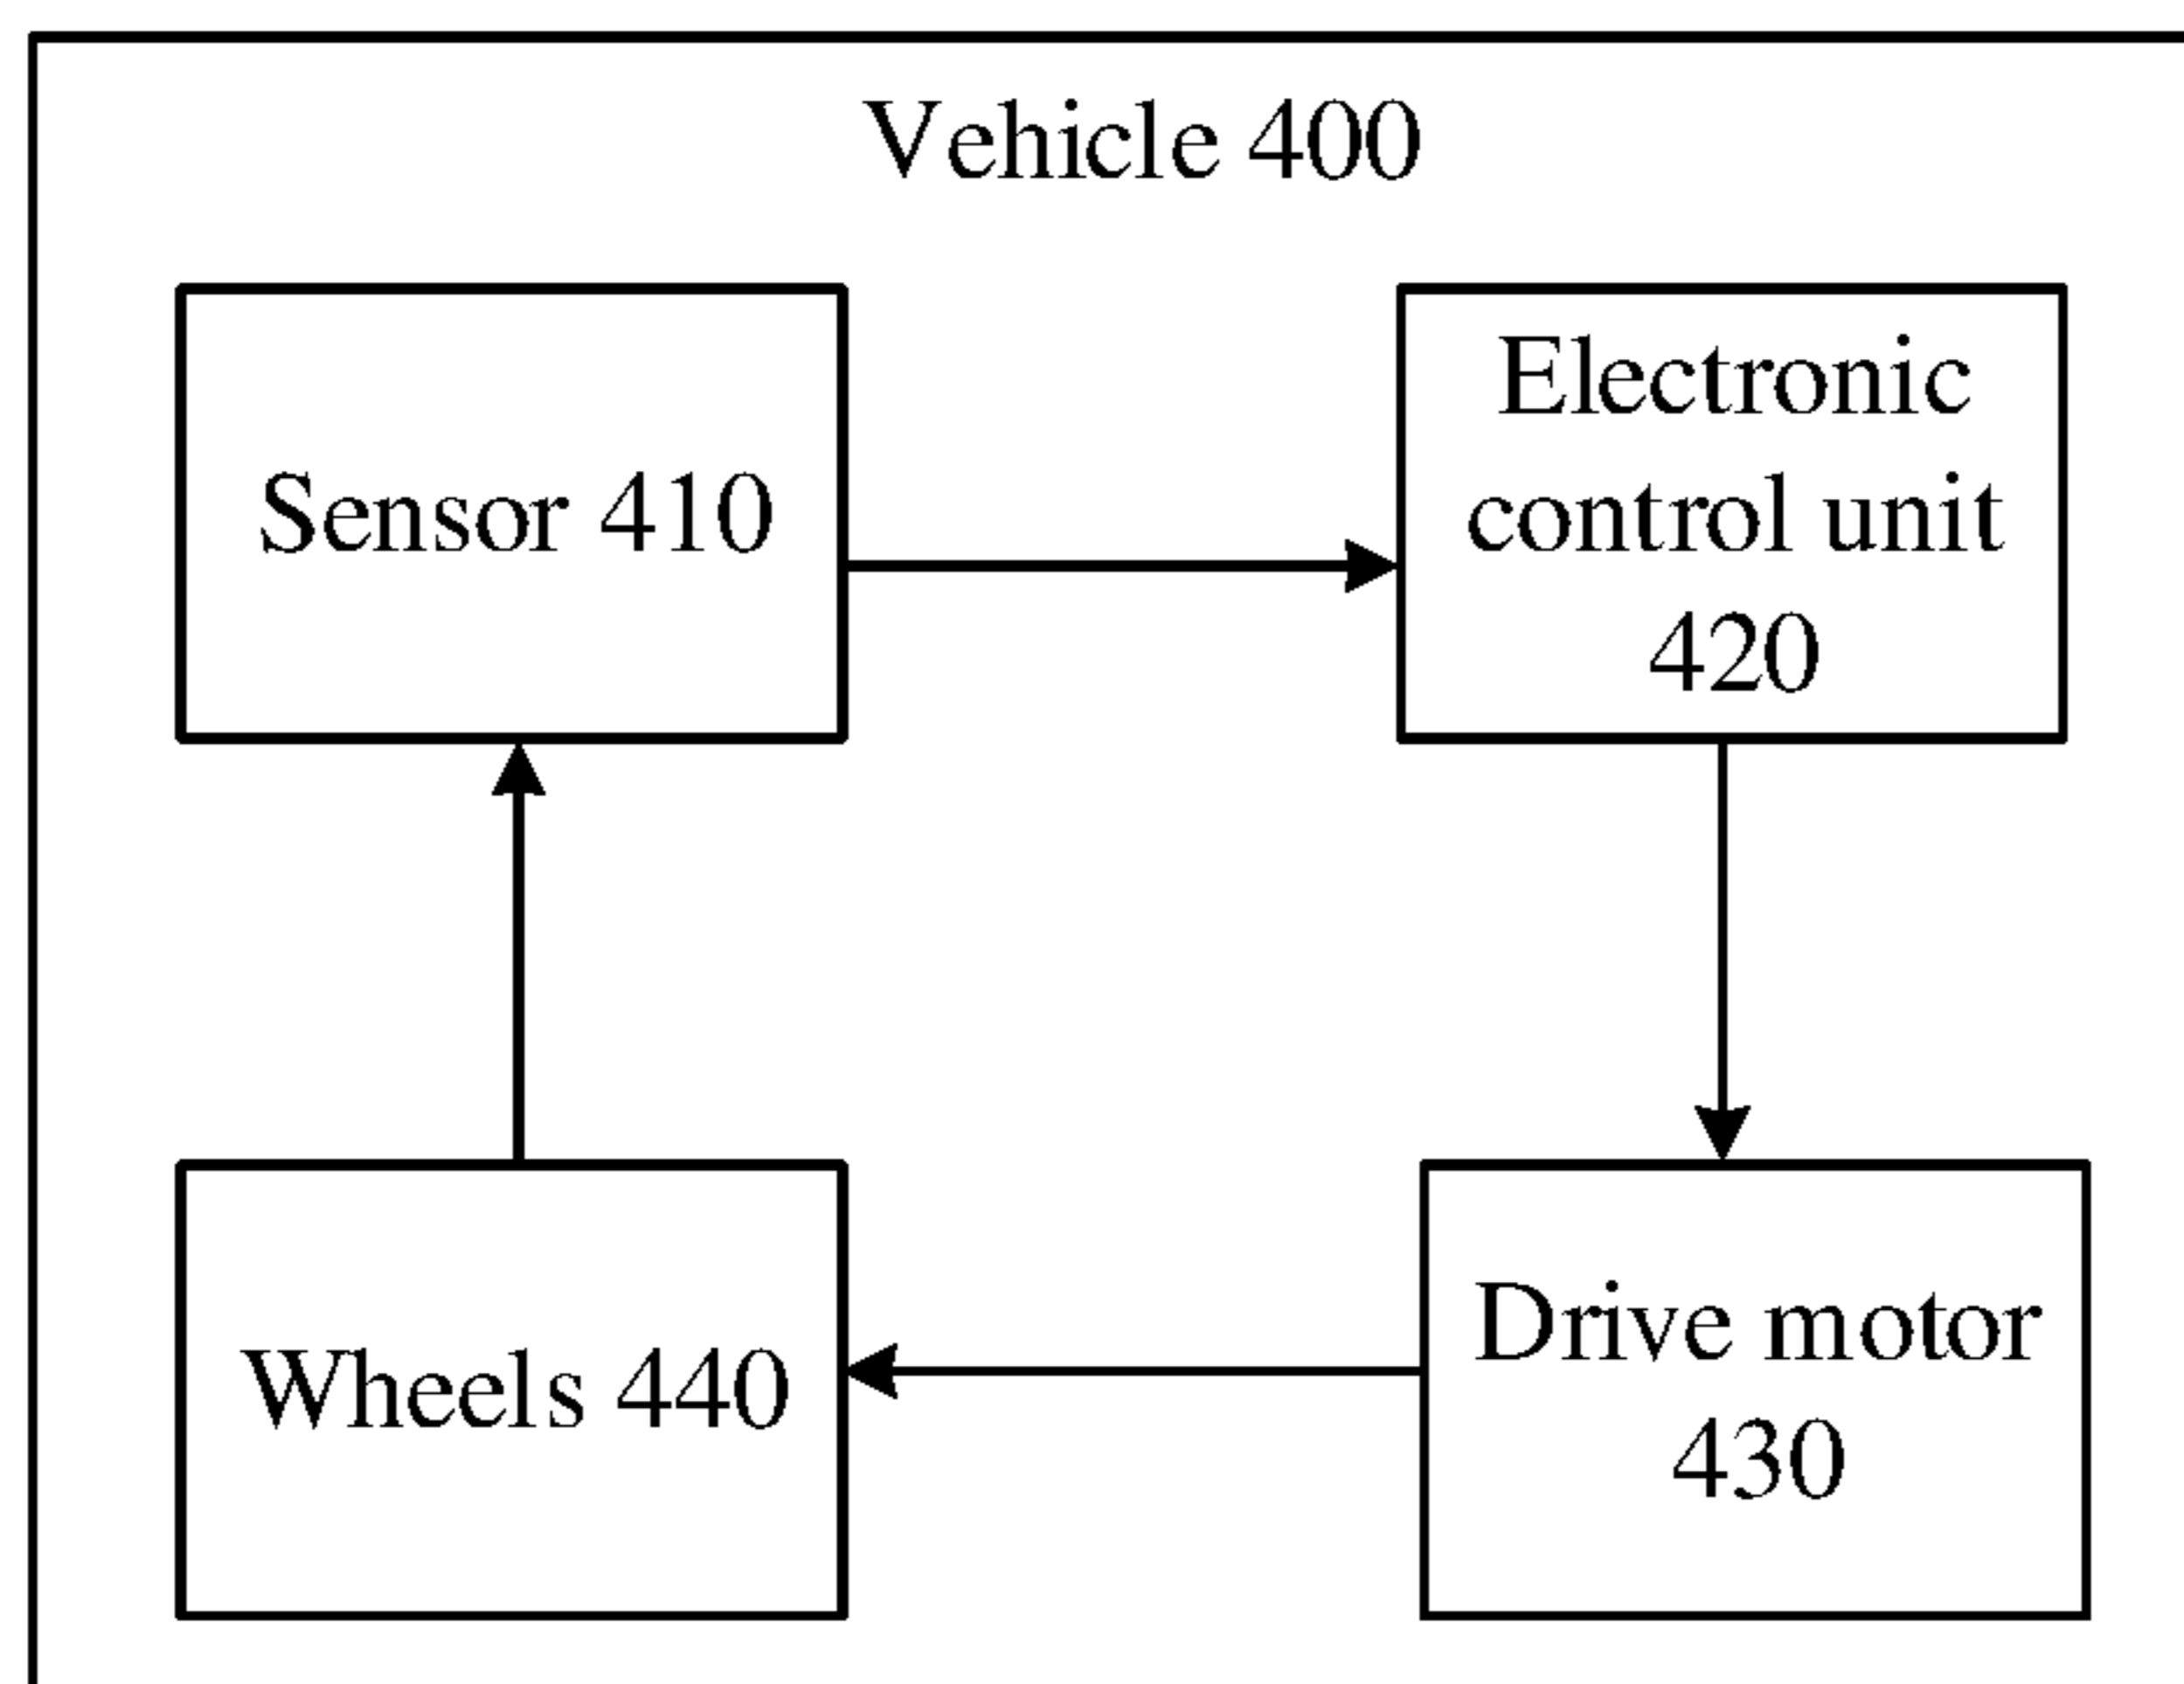 Vehicle 400
Sensor 410
Electronic
control unit
420
Wheels 440
Drive motor
430